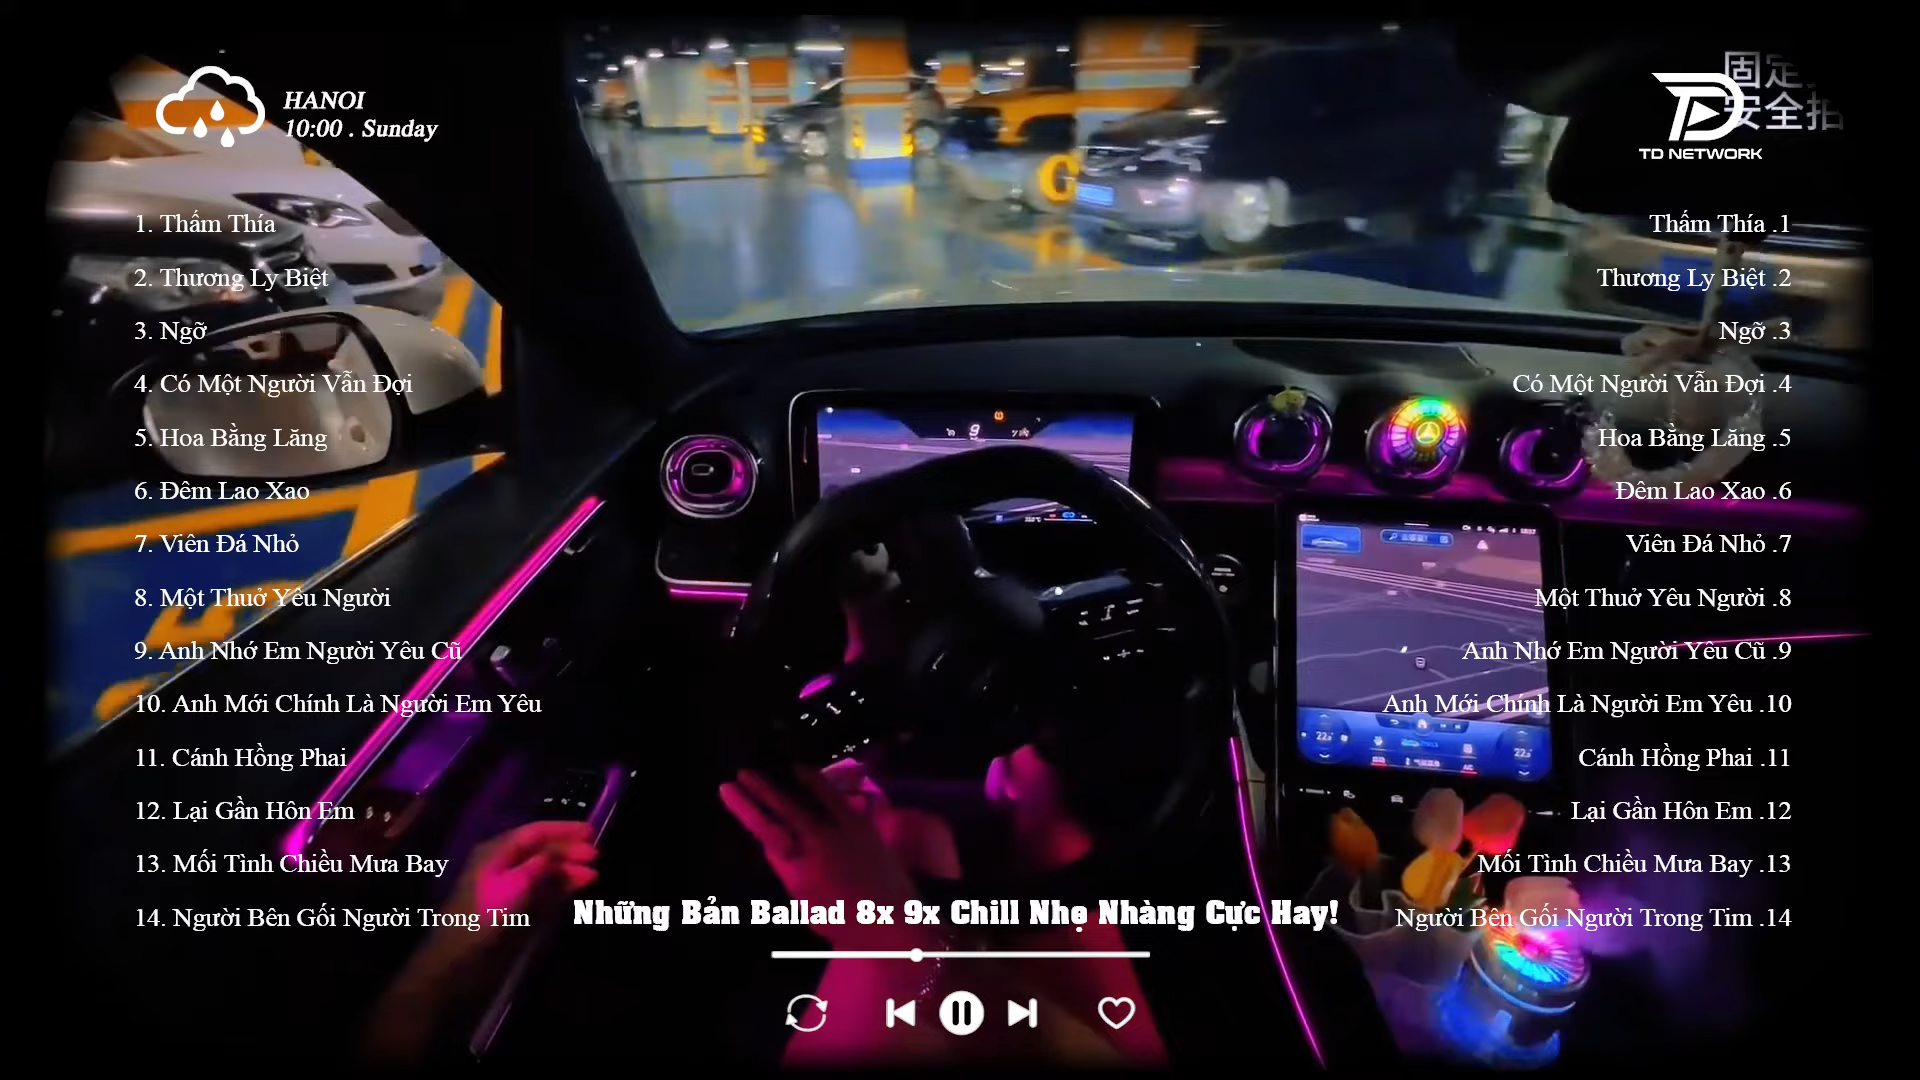 HANOI
10:00 . Sunday
固定
安全拍
TD NETWORK
1. Thấm Thía
2. Thương Ly Biệt
3. Ngỡ
4. Có Một Người Vẫn Đợi
5. Hoa Bằng Lăng
6. Đêm Lao Xao
7. Viên Đá Nhỏ
8. Một Thuở Yêu Người
9. Anh Nhớ Em Người Yêu Cũ
10. Anh Mới Chính Là Người Em Yêu
11. Cánh Hồng Phai
12. Lại Gần Hôn Em
13. Mối Tình Chiều Mưa Bay
14. Người Bên Gối Người Trong Tim
Thấm Thía .1
Thương Ly Biệt .2
Ngỡ .3
Có Một Người Vẫn Đợi .4
Hoa Bằng Lăng .5
Đêm Lao Xao .6
Viên Đá Nhỏ .7
Một Thuở Yêu Người .8
Anh Nhớ Em Người Yêu Cũ .9
Anh Mới Chính Là Người Em Yêu .10
Cánh Hồng Phai .11
Lại Gần Hôn Em .12
Mối Tình Chiều Mưa Bay .13
Người Bên Gối Người Trong Tim .14
Những Bản Ballad 8x 9x Chill Nhẹ Nhàng Cực Hay!